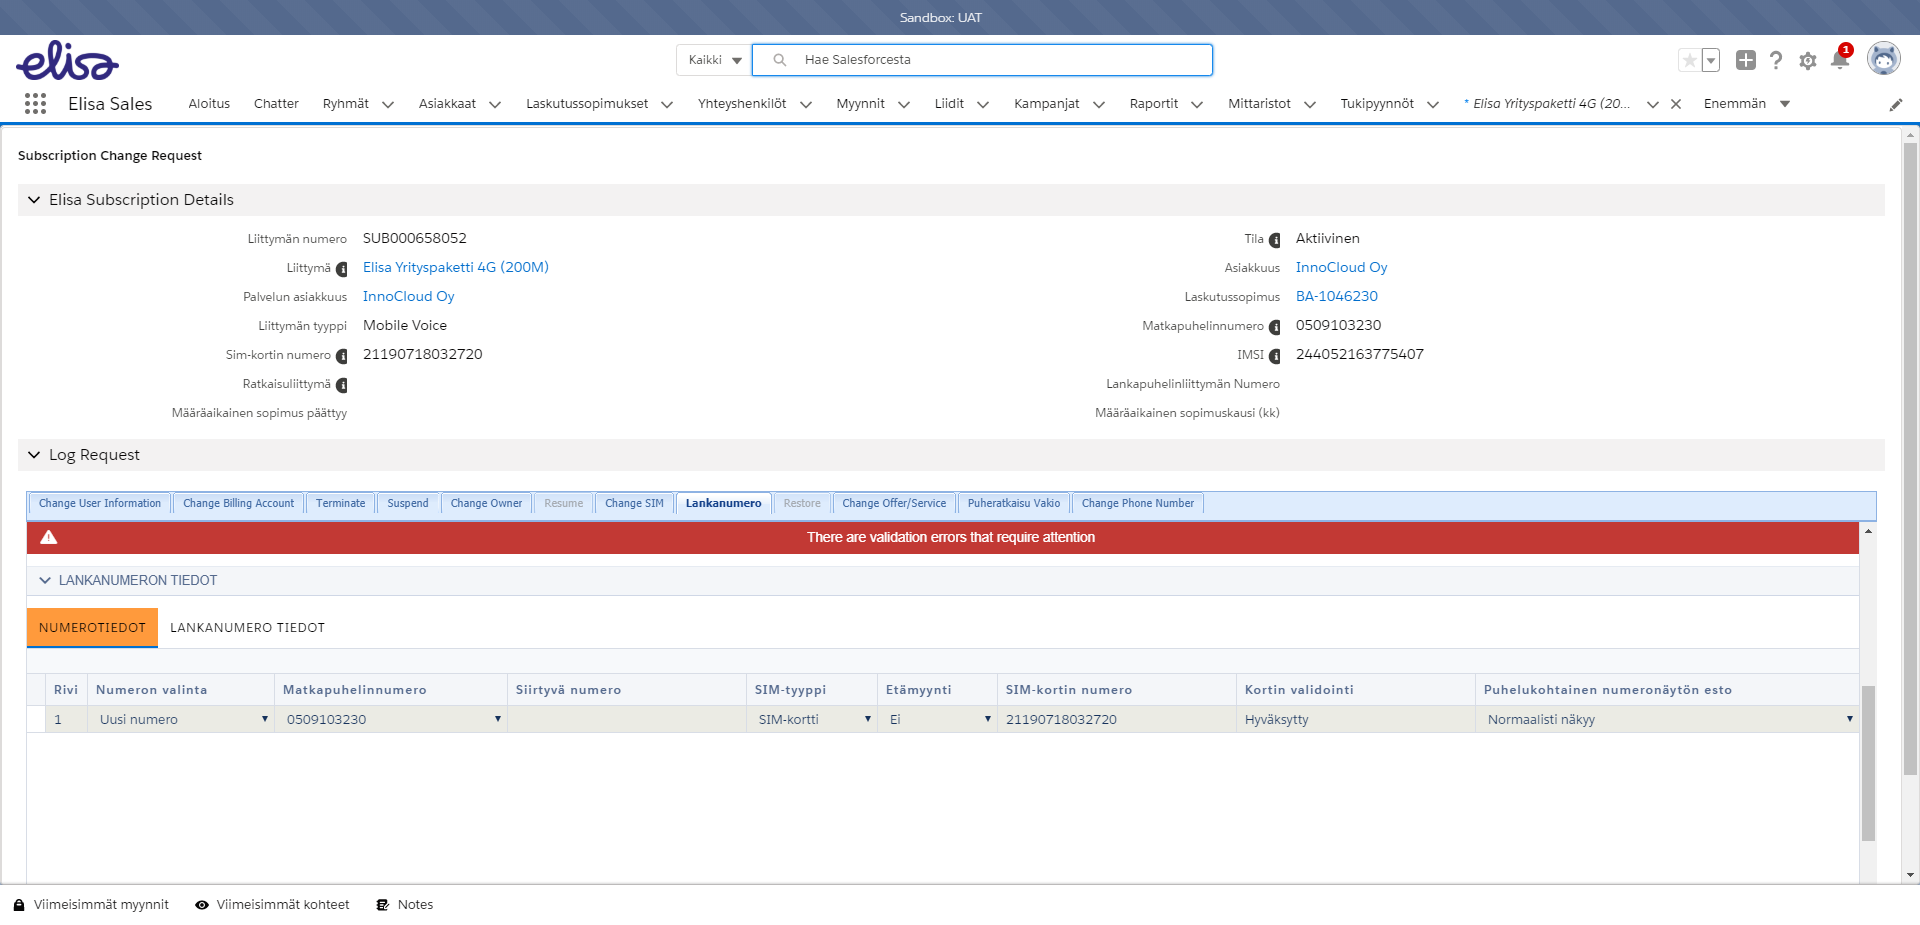 Sandbox: UAT
elisa
Kaikki
Hae Salesforcesta
1
Elisa Sales
Aloitus
Chatter
Ryhmät
Asiakkaat
Laskutussopimukset
Yhteyshenkilöt
Myynnit
Liidit
Kampanjat
Raportit
Mittaristot
Tukipyynnöt
* Elisa Yrityspaketti 4G (20...
Enemmän
Subscription Change Request
Elisa Subscription Details
Liittymän numero SUB000658052
Tila Aktiivinen
Liittymä Elisa Yrityspaketti 4G (200M)
Asiakkuus InnoCloud Oy
Palvelun asiakkuus InnoCloud Oy
Laskutussopimus BA-1046230
Liittymän tyyppi Mobile Voice
Matkapuhelinnumero 0509103230
Sim-kortin numero 21190718032720
IMSI 244052163775407
Ratkaisuliittymä
Lankapuhelinliittymän Numero
Määräaikainen sopimus päättyy
Määräaikainen sopimuskausi (kk)
Log Request
Change User Information
Change Billing Account
Terminate
Suspend
Change Owner
Resume
Change SIM
Lankanumero
Restore
Change Offer/Service
Puheratkaisu Vakio
Change Phone Number
There are validation errors that require attention
LANKANUMERON TIEDOT
NUMEROTIEDOT
LANKANUMERO TIEDOT
Rivi Numeron valinta Matkapuhelinnumero Siirtyvä numero SIM-tyyppi Etämyynti SIM-kortin numero Kortin validointi Puhelukohtainen numeronäytön esto
1 Uusi numero 0509103230 SIM-kortti Ei 21190718032720 Hyväksytty Normaalisti näkyy
Viimeisimmät myynnit
Viimeisimmät kohteet
Notes